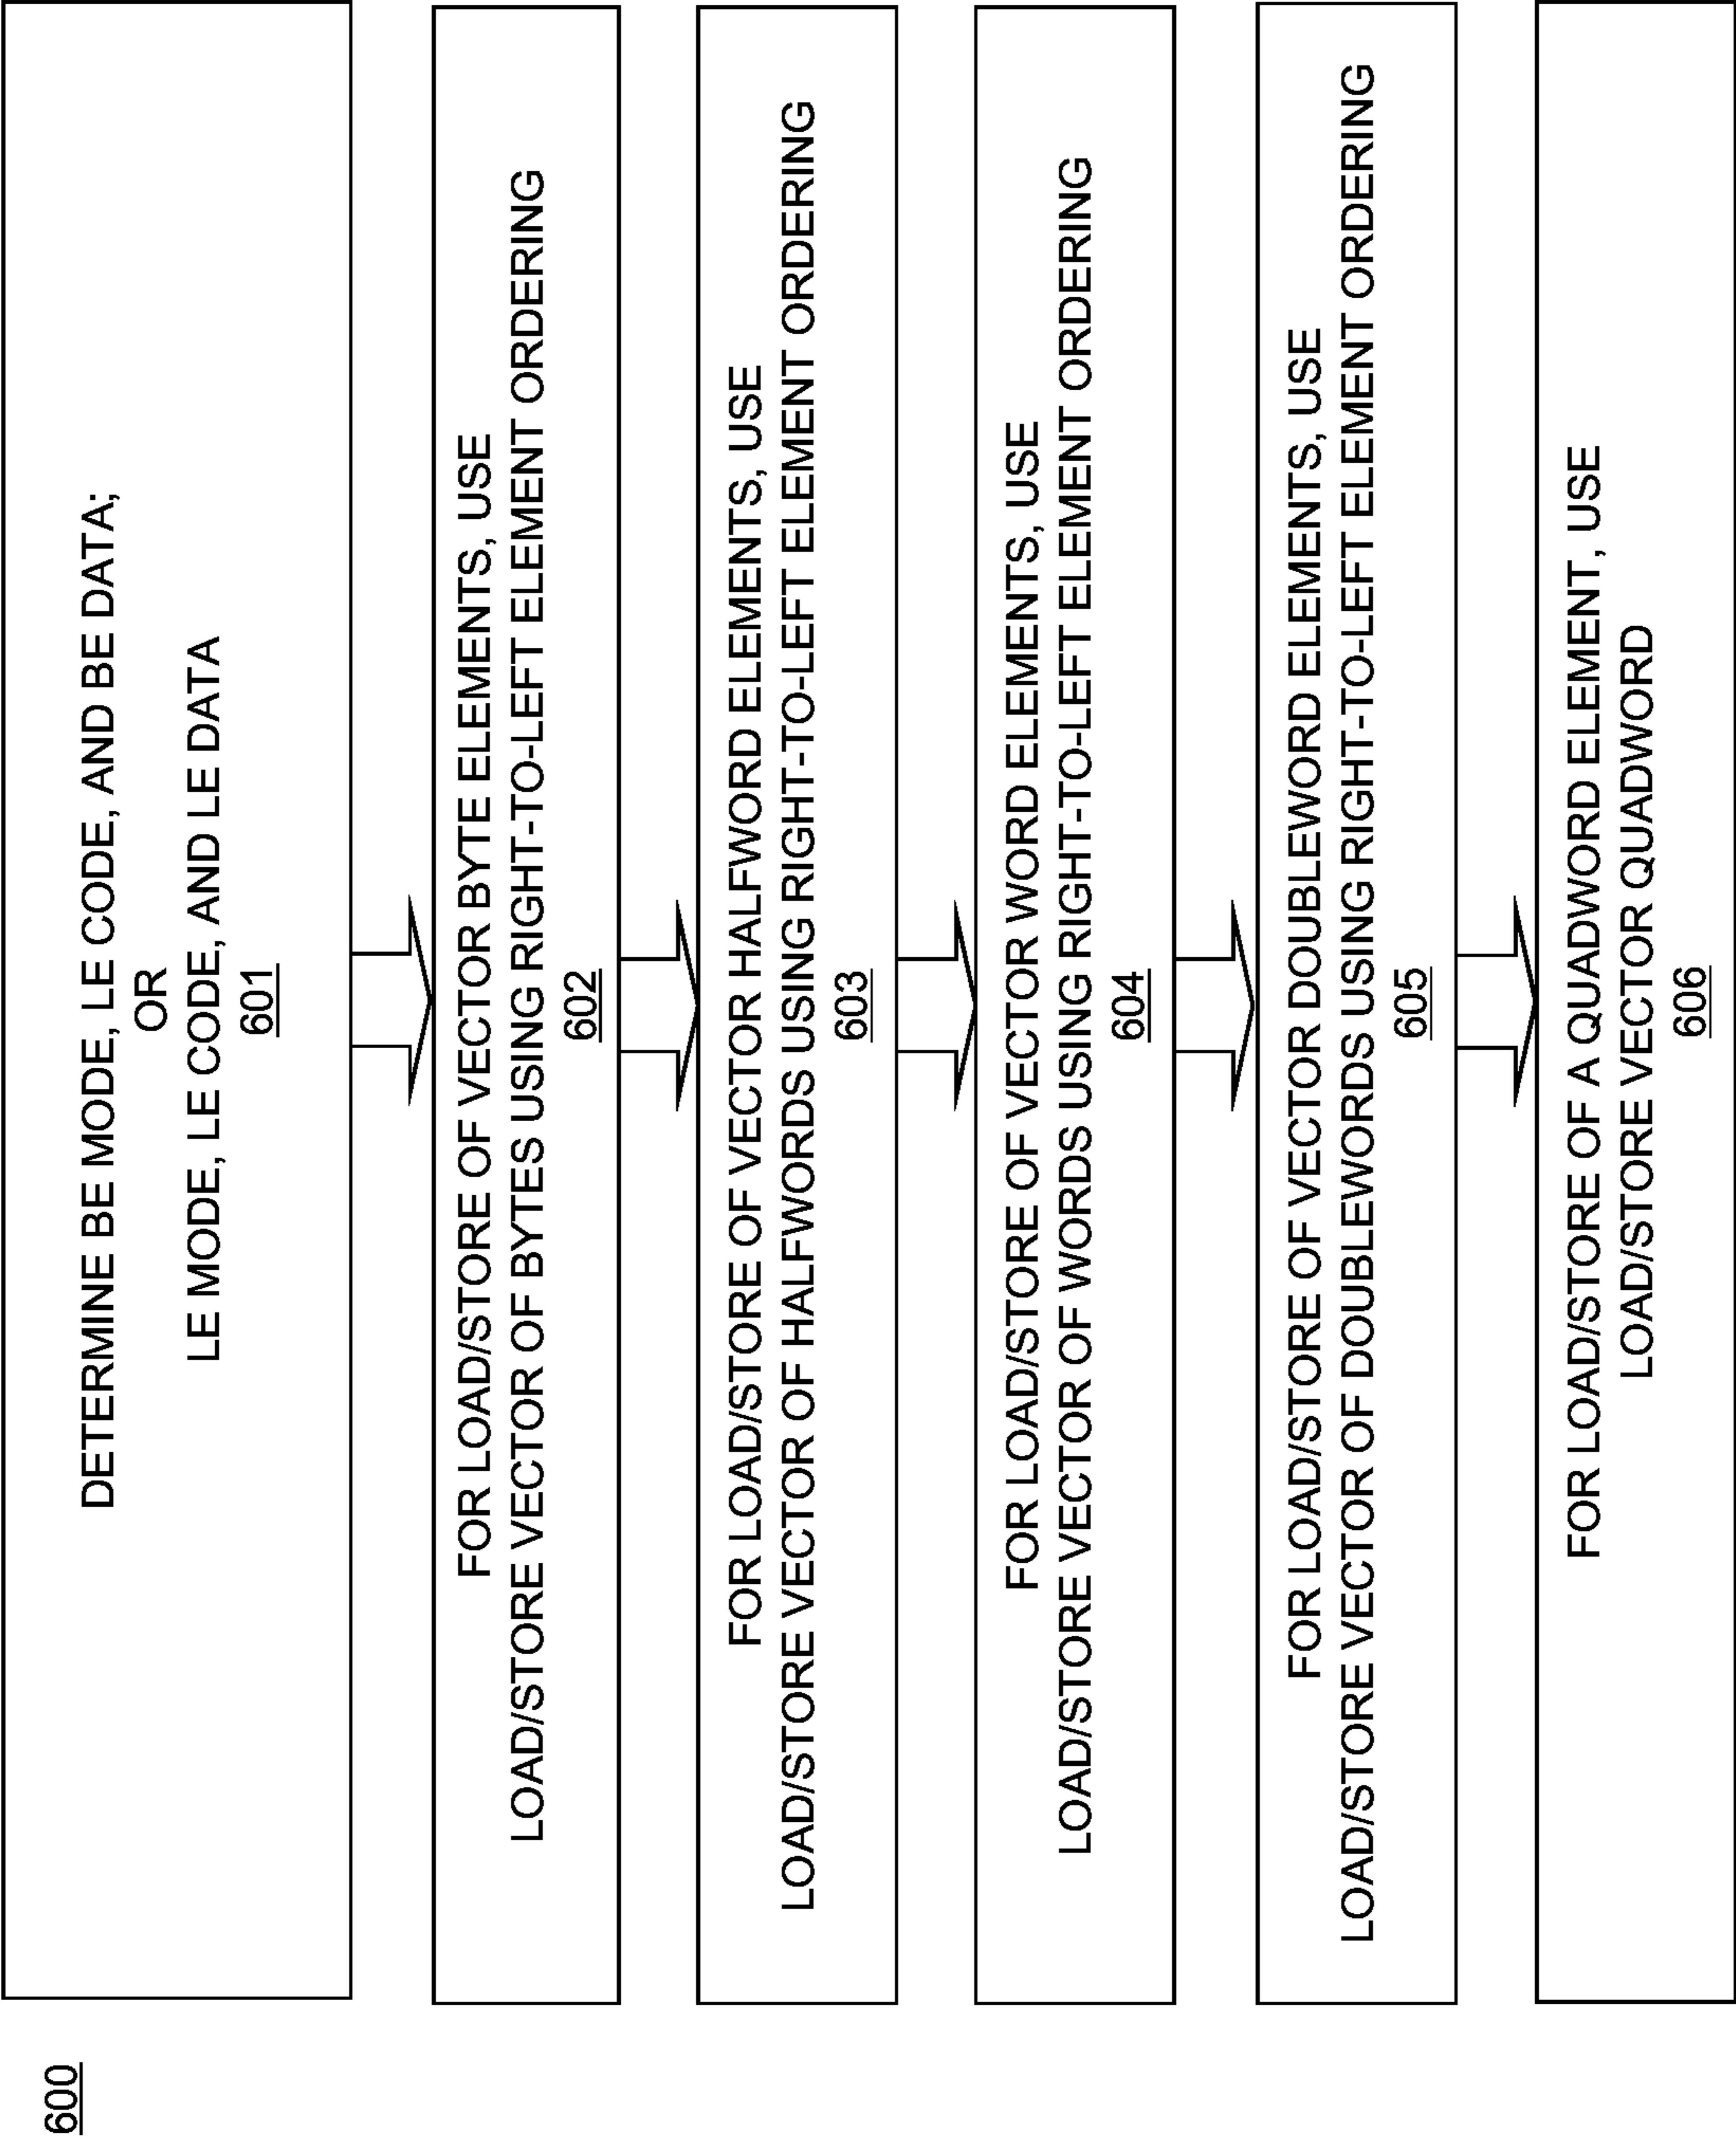 600
DETERMINE BE MODE, LE CODE, AND BE DATA;
OR
LE MODE, LE CODE, AND LE DATA
601
FOR LOAD/STORE OF VECTOR BYTE ELEMENTS, USE
LOAD/STORE VECTOR OF BYTES USING RIGHT-TO-LEFT ELEMENT ORDERING
602
FOR LOAD/STORE OF VECTOR HALFWORD ELEMENTS, USE
LOAD/STORE VECTOR OF HALFWORDS USING RIGHT-TO-LEFT ELEMENT ORDERING
603
FOR LOAD/STORE OF VECTOR WORD ELEMENTS, USE
LOAD/STORE VECTOR OF WORDS USING RIGHT-TO-LEFT ELEMENT ORDERING
604
FOR LOAD/STORE OF VECTOR DOUBLEWORD ELEMENTS, USE
LOAD/STORE VECTOR OF DOUBLEWORDS USING RIGHT-TO-LEFT ELEMENT ORDERING
605
FOR LOAD/STORE OF A QUADWORD ELEMENT, USE
LOAD/STORE VECTOR QUADWORD
606